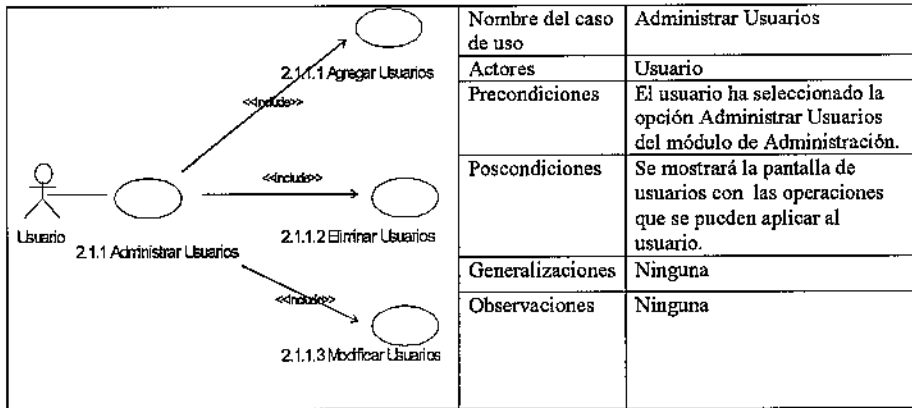 2.1.1.1 Agregar Usuarios
<<Include>>
<<Include>>
Usuario
2.1.1 Administrar Usuarios
2.1.1.2 Eliminar Usuarios
<<Include>>
2.1.1.3 Modificar Usuarios
Nombre del caso
de uso
Administrar Usuarios
Actores
Usuario
Precondiciones
El usuario ha seleccionado la
opción Administrar Usuarios
del módulo de Administración.
Poscondiciones
Se mostrará la pantalla de
usuarios con las operaciones
que se pueden aplicar al
usuario.
Generalizaciones
Ninguna
Observaciones
Ninguna